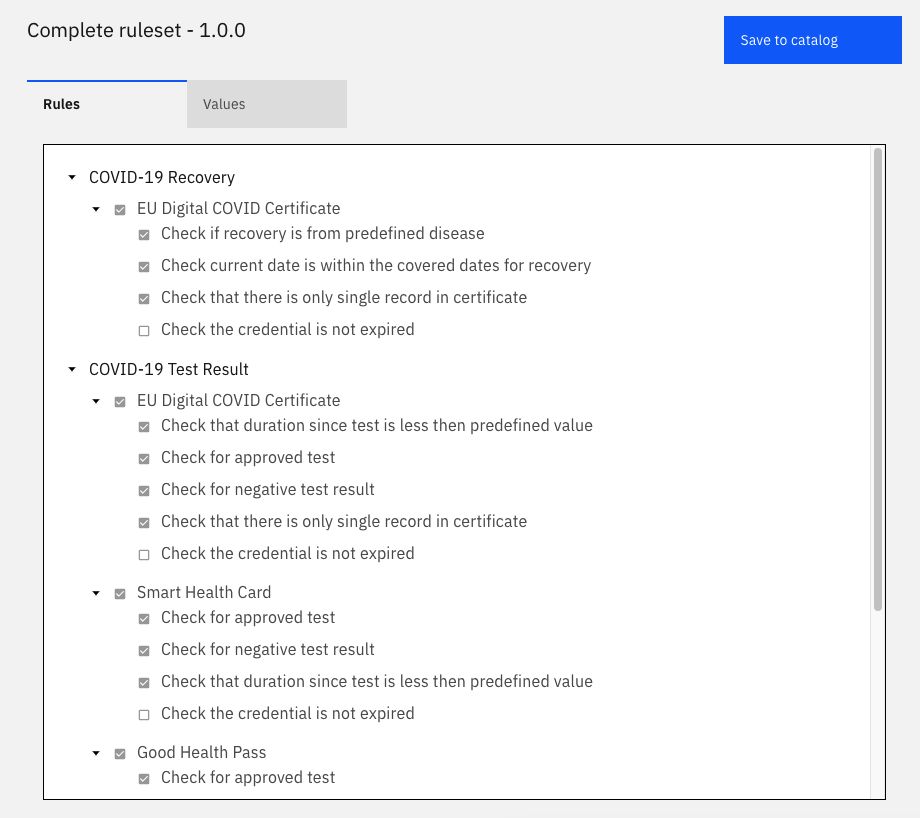 Complete ruleset - 1.0.0
Save to catalog
Rules
Values
COVID-19 Recovery
EU Digital COVID Certificate
Check if recovery is from predefined disease
Check current date is within the covered dates for recovery
Check that there is only single record in certificate
Check the credential is not expired
COVID-19 Test Result
EU Digital COVID Certificate
Check that duration since test is less then predefined value
Check for approved test
Check for negative test result
Check that there is only single record in certificate
Check the credential is not expired
Smart Health Card
Check for approved test
Check for negative test result
Check that duration since test is less then predefined value
Check the credential is not expired
Good Health Pass
Check for approved test